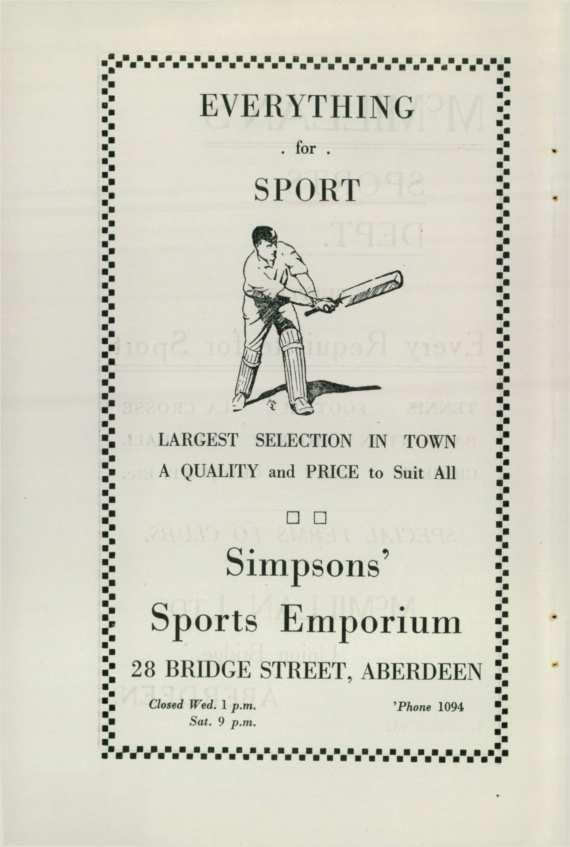 EVERYTHING
. for .
SPORT
LARGEST SELECTION IN TOWN
A QUALITY and PRICE to Suit All
Simpsons'
Sports Emporium
28 BRIDGE STREET, ABERDEEN
Closed Wed. 1 p.m. 'Phone 1094
Sat. 9 p.m.